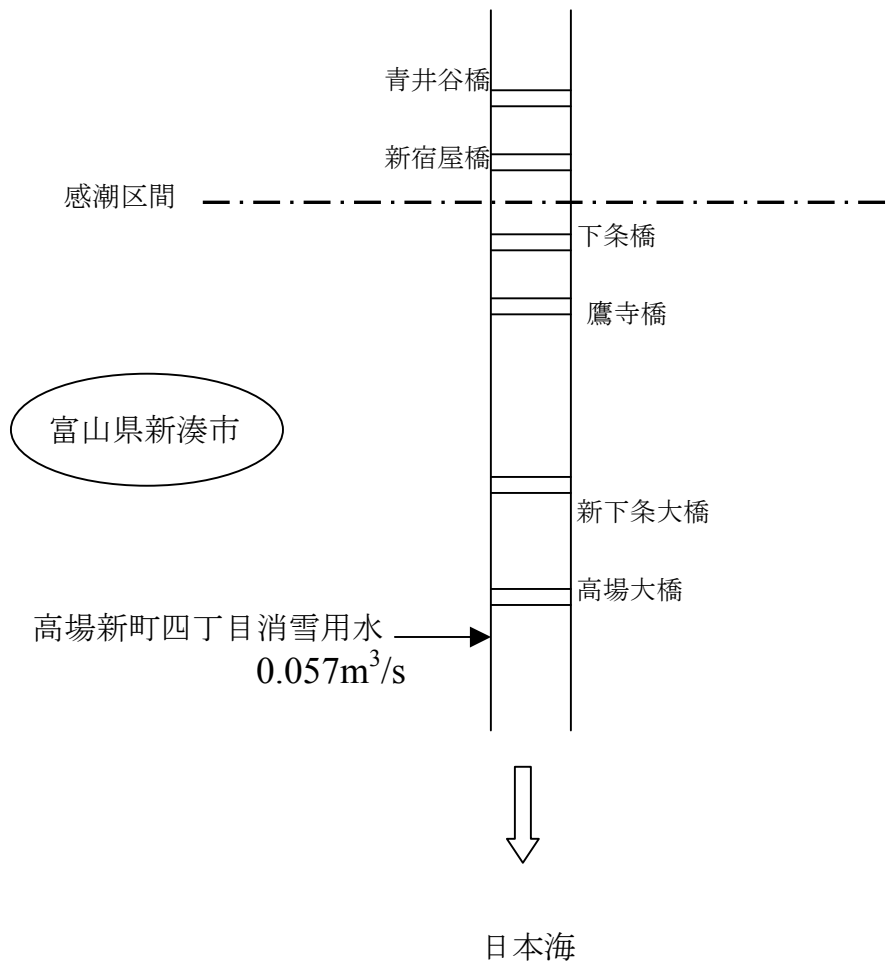 青井谷橋
新宿屋橋
感潮区間
下条橋
鷹寺橋
富山県新湊市
新下条大橋
高場大橋
高場新町四丁目消雪用水
0.057m³/s
日本海